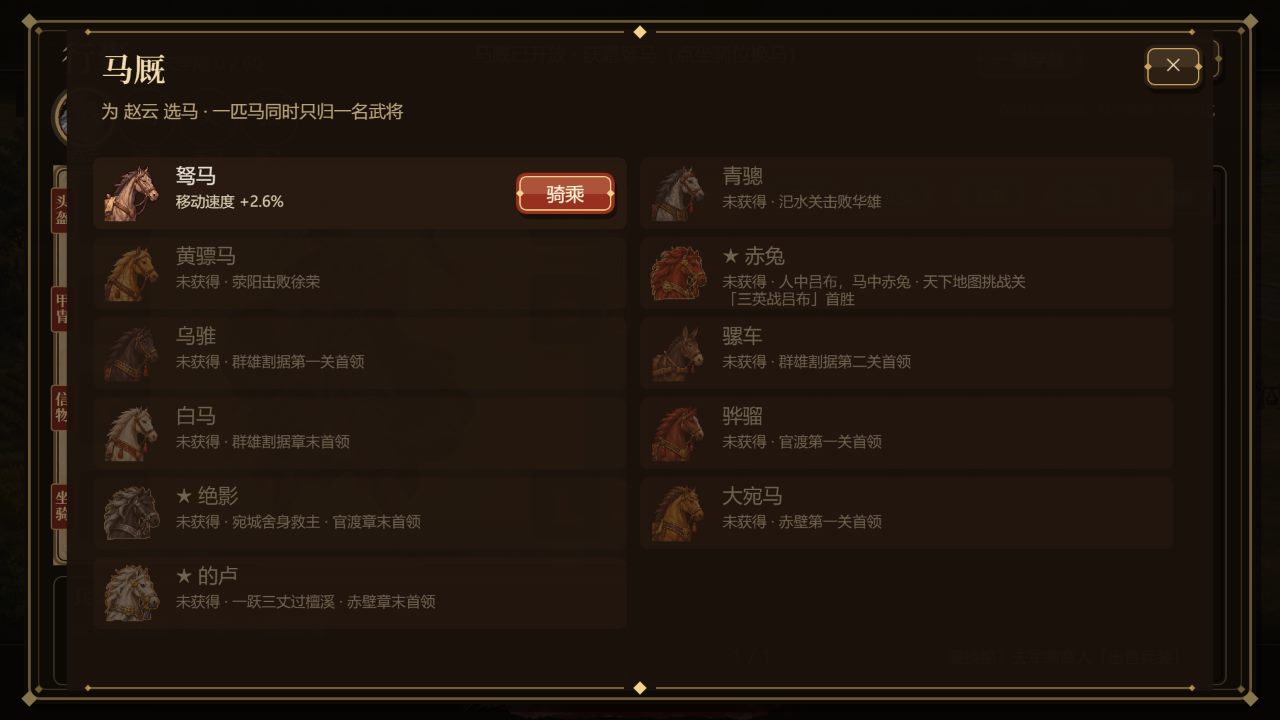 马厩
×
为 赵云 选马 · 一匹马同时只归一名武将
驽马
移动速度 +2.6%
骑乘
青骢
未获得 · 汜水关击败华雄
黄骠马
未获得 · 荥阳击败徐荣
★ 赤兔
未获得 · 人中吕布，马中赤兔 · 天下地图挑战关
「三英战吕布」首胜
乌骓
未获得 · 群雄割据第一关首领
骡车
未获得 · 群雄割据第二关首领
白马
未获得 · 群雄割据章末首领
骅骝
未获得 · 官渡第一关首领
★ 绝影
未获得 · 宛城舍身救主 · 官渡章末首领
大宛马
未获得 · 赤壁第一关首领
★ 的卢
未获得 · 一跃三丈过檀溪 · 赤壁章末首领
头盔
甲胄
信物
坐骑